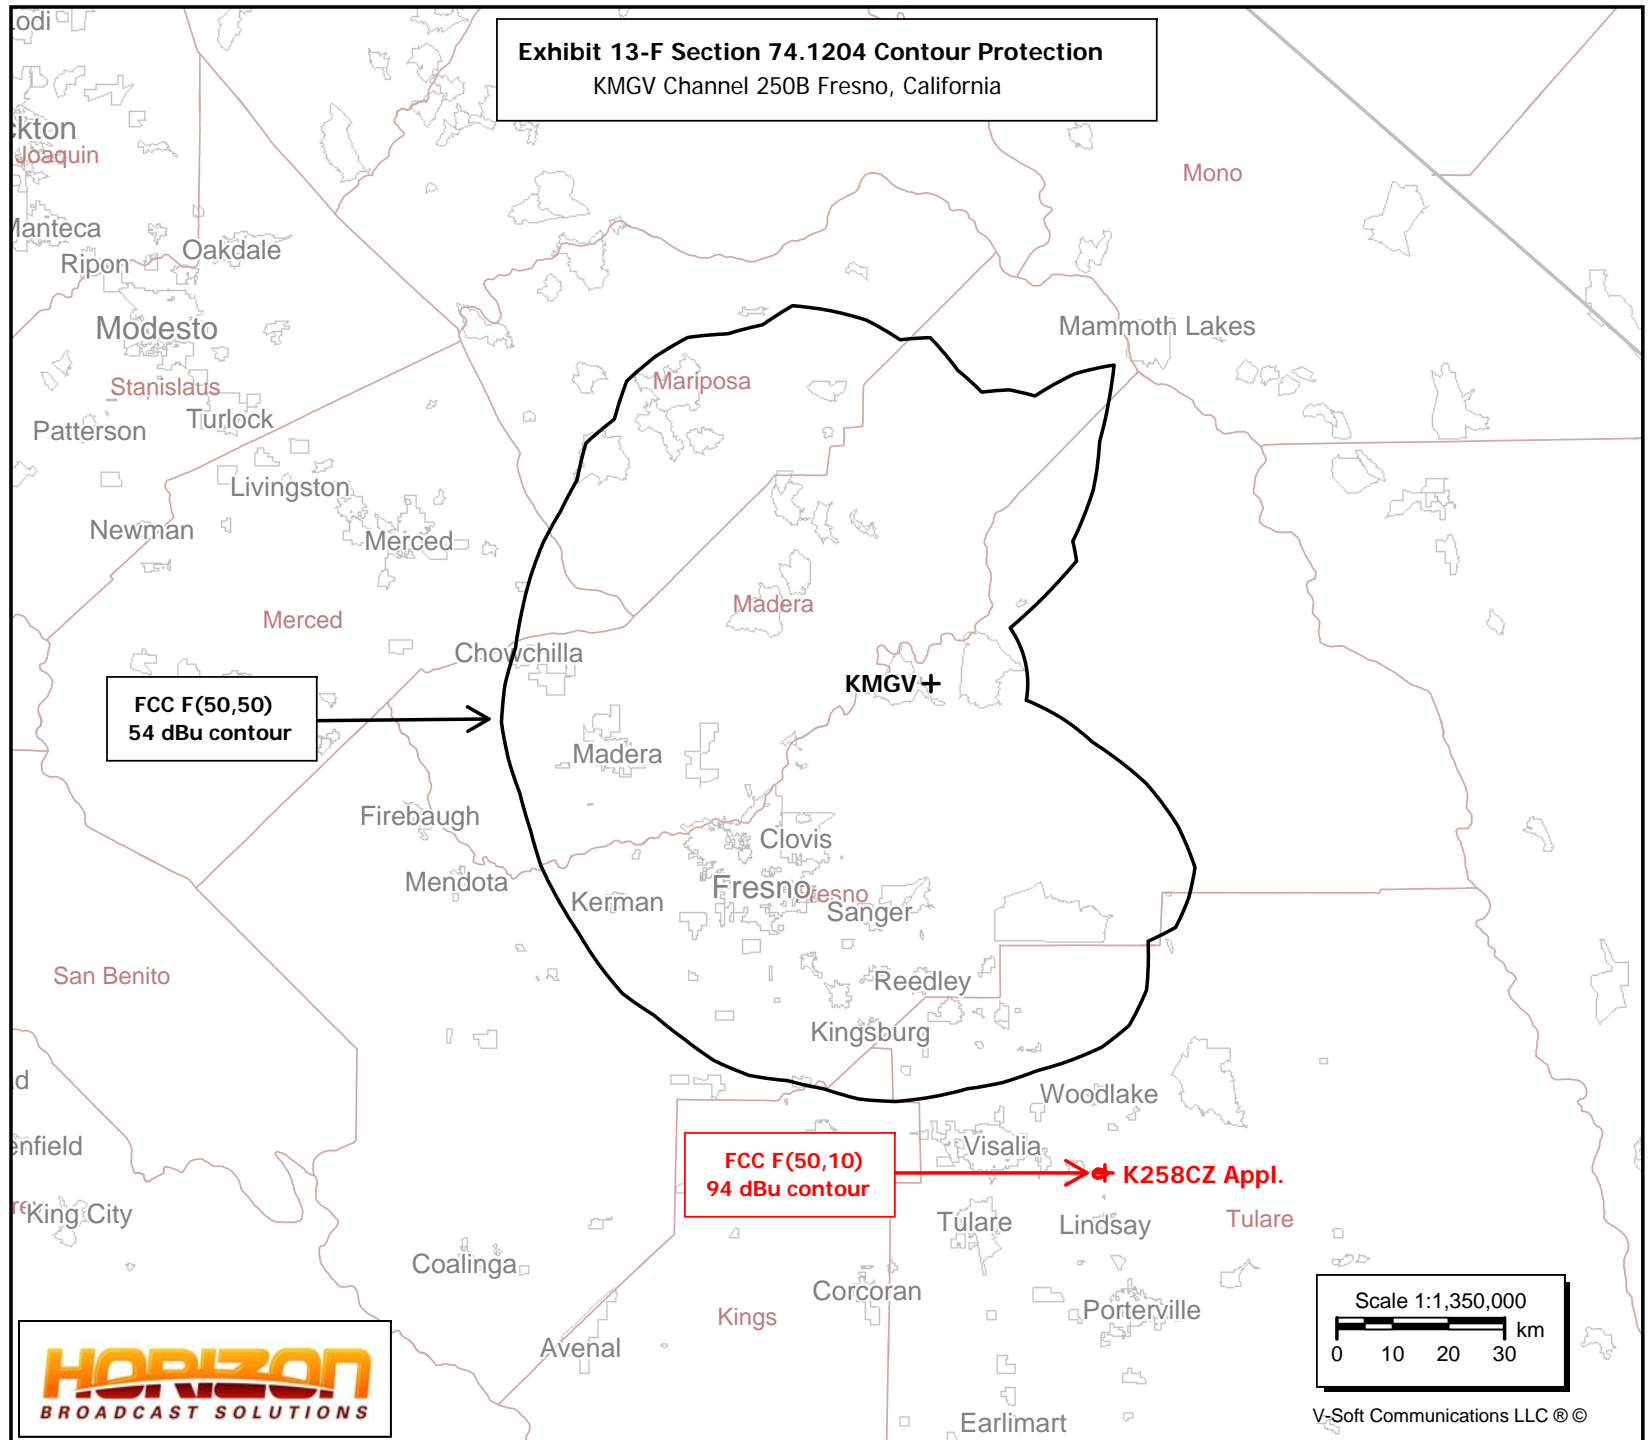 Exhibit 13-F Section 74.1204 Contour Protection
KMGV Channel 250B Fresno, California
Lodi
ckton
Joaquin
Mono
Manteca
Oakdale
Ripon
Modesto
Mammoth Lakes
Stanislaus
Mariposa
Turlock
Patterson
Livingston
Newman
Merced
Madera
Merced
Chowchilla
KMGV
FCC F(50,50)
54 dBu contour
Madera
Firebaugh
Clovis
Mendota
Fresno
Fresno
Kerman
Sanger
San Benito
Reedley
Kingsburg
d
Woodlake
enfield
Visalia
FCC F(50,10)
94 dBu contour
K258CZ Appl.
King City
Tulare
Lindsay
Tulare
Coalinga
Corcoran
Porterville
Kings
Avenal
Earlimart
Scale 1:1,350,000
km
0 10 20 30
V-Soft Communications LLC ® ©
HORIZON
BROADCAST SOLUTIONS